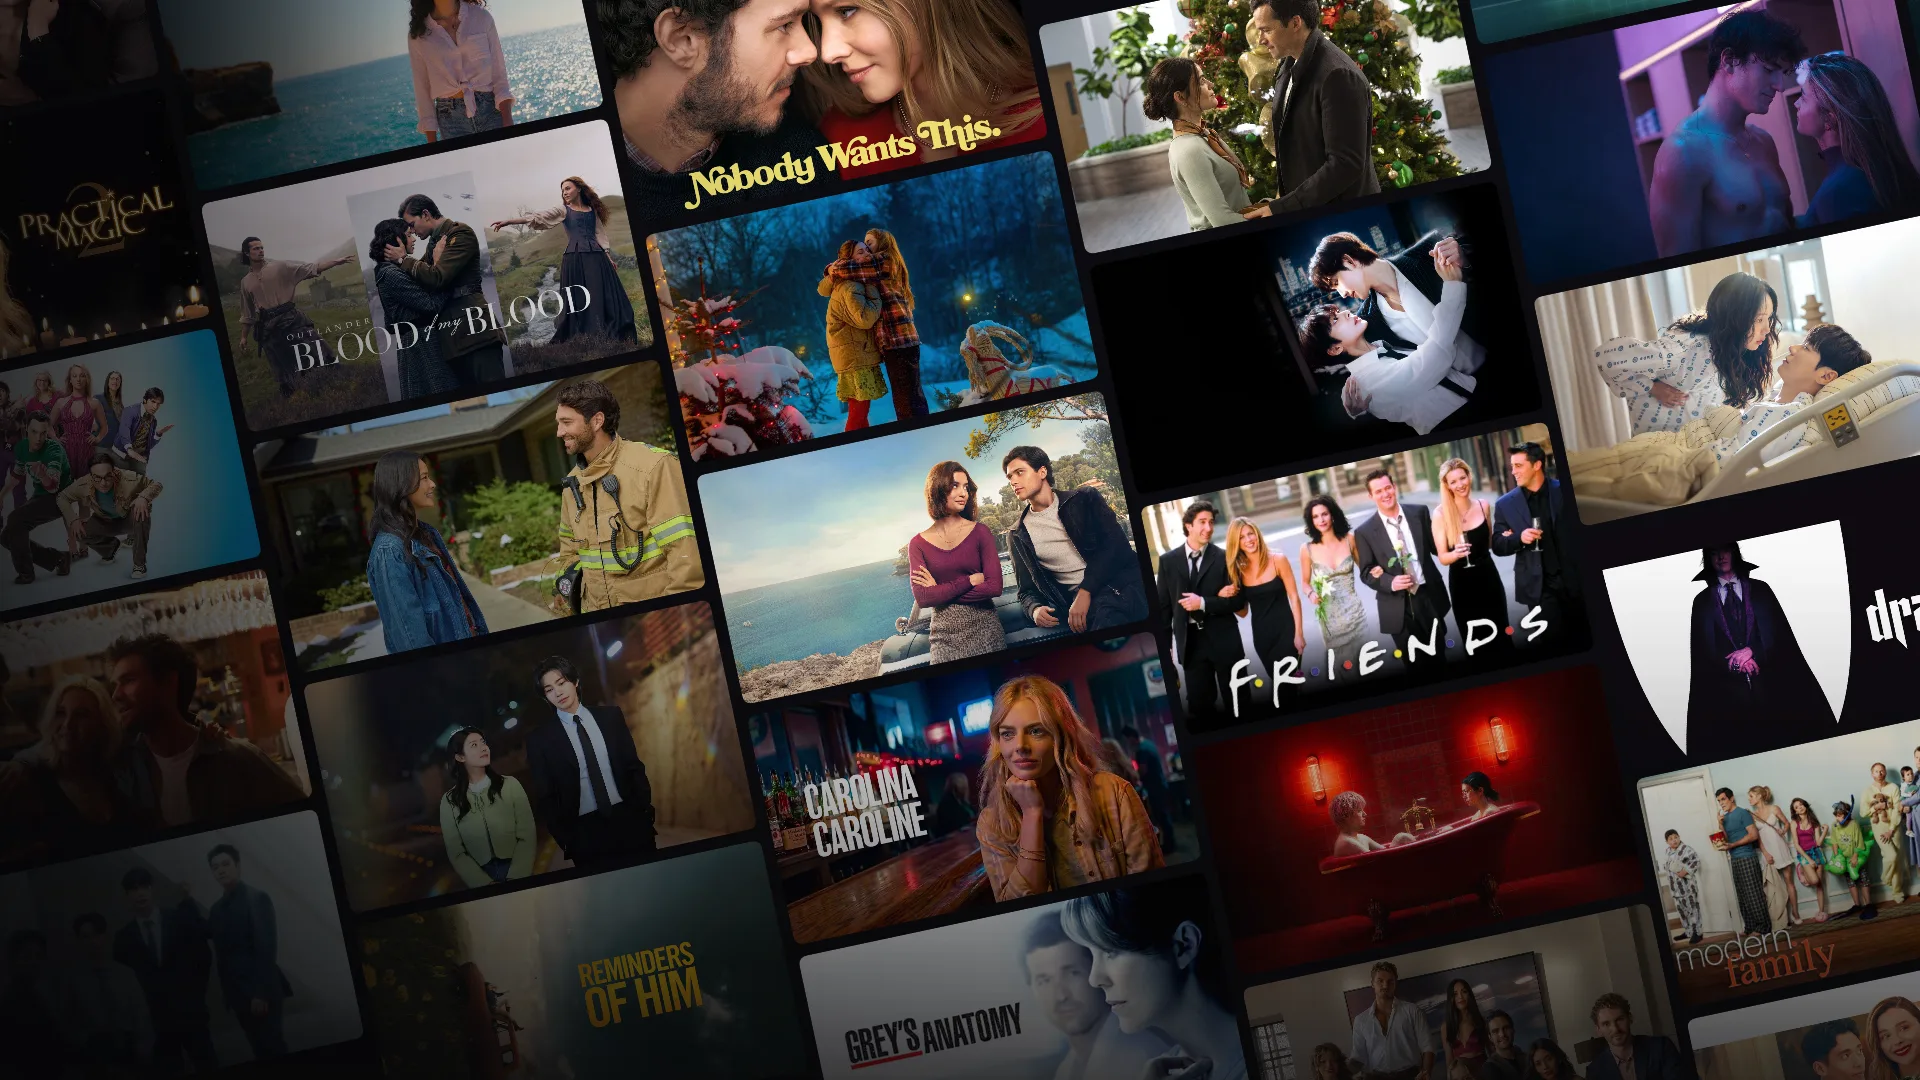 Nobody Wants This.
PRACTICAL
MAGIC
2
OUTLANDER
BLOOD of my BLOOD
FRIENDS
CAROLINA
CAROLINE
REMINDERS
OF HIM
GREY'S ANATOMY
modern
family